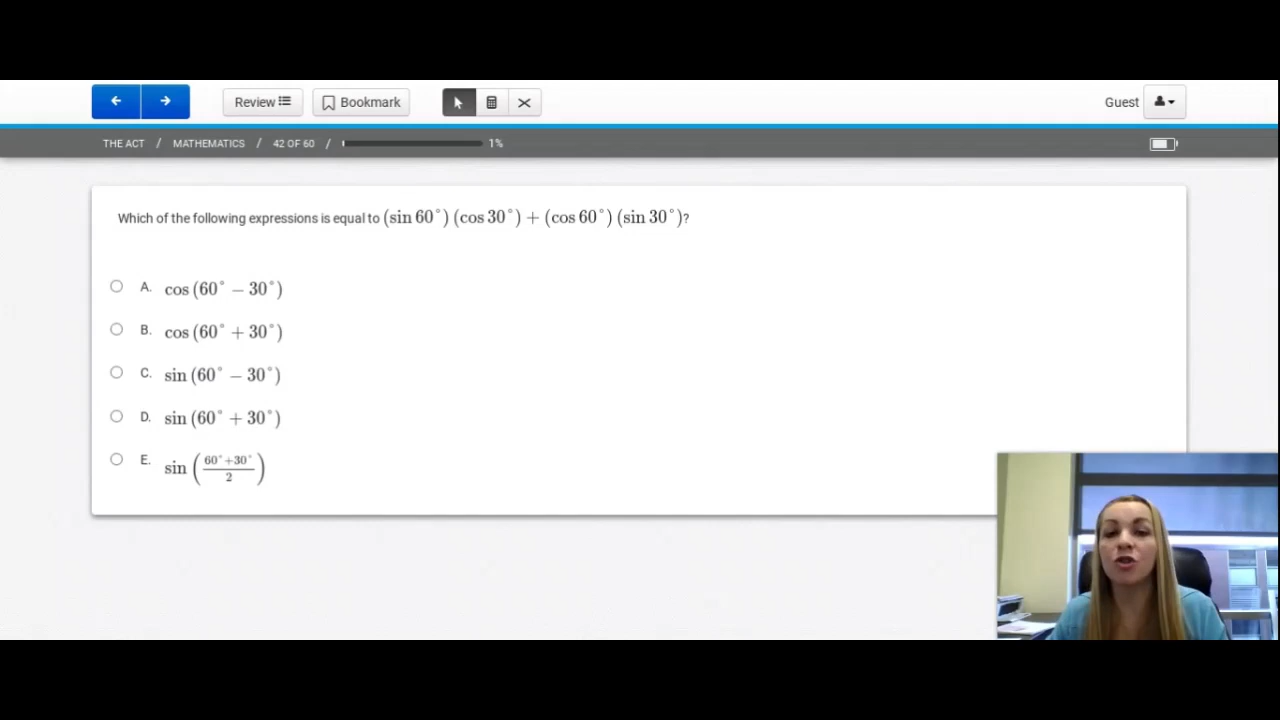 Review Bookmark Guest
THE ACT / MATHEMATICS / 42 OF 60 / 1%
Which of the following expressions is equal to (sin 60°) (cos 30°) + (cos 60°) (sin 30°)?
A. cos (60° − 30°)
B. cos (60° + 30°)
C. sin (60° − 30°)
D. sin (60° + 30°)
E. sin (60°+30°/2)